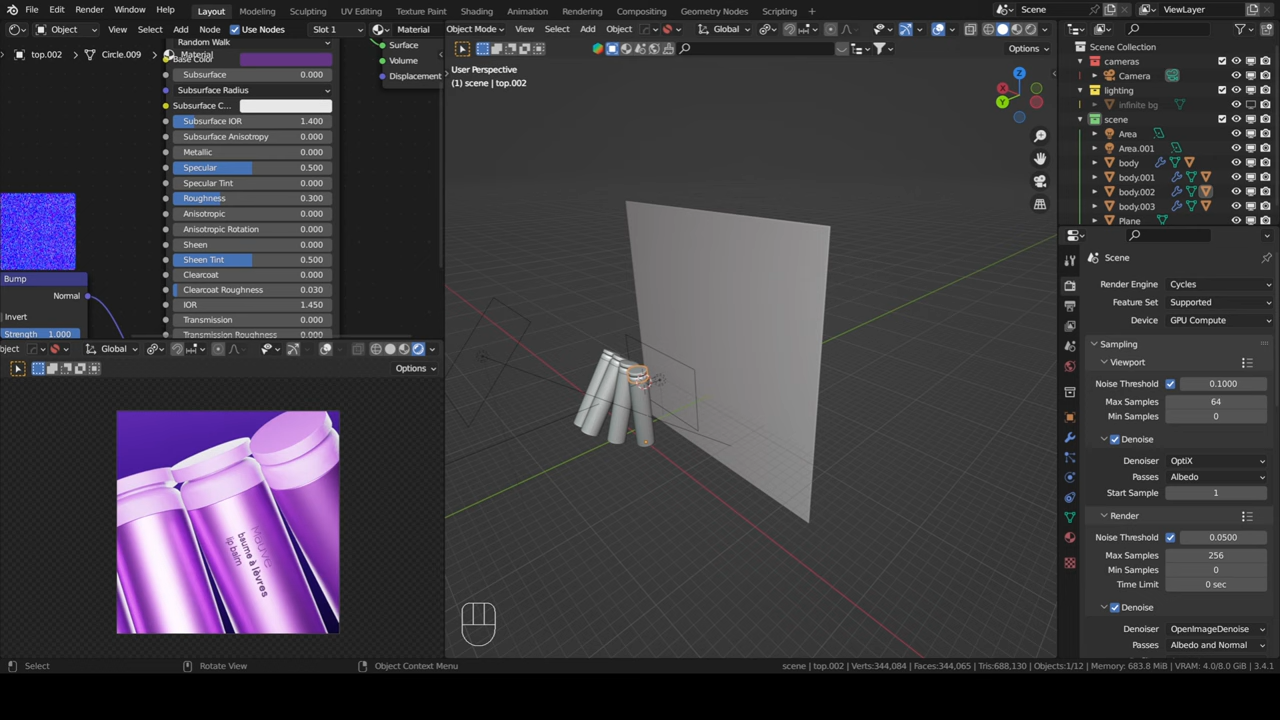 File Edit Render Window Help Layout Modeling Sculpting UV Editing Texture Paint Shading Animation Rendering Compositing Geometry Nodes Scripting Scene ViewLayer
Object View Select Add Node Use Nodes Slot 1 Material
top.002 Circle.009 Material
Random Walk
Base Color
Subsurface 0.000
Subsurface Radius
Subsurface C...
Subsurface IOR 1.400
Subsurface Anisotropy 0.000
Metallic 0.000
Specular 0.500
Specular Tint 0.000
Roughness 0.300
Anisotropic 0.000
Anisotropic Rotation 0.000
Sheen 0.000
Sheen Tint 0.500
Clearcoat 0.000
Clearcoat Roughness 0.030
IOR 1.450
Transmission 0.000
Transmission Roughness 0.000
Surface
Volume
Displacement
Bump
Normal
Invert
Strength 1.000
Object Mode View Select Add Object Global Options
User Perspective
(1) scene | top.002
bject Global
Options
Mauve
baume à lèvres
lip balm
Scene Collection
cameras
Camera
lighting
infinite bg
scene
Area
Area.001
body
body.001
body.002
body.003
Plane
Scene
Render Engine Cycles
Feature Set Supported
Device GPU Compute
Sampling
Viewport
Noise Threshold 0.1000
Max Samples 64
Min Samples 0
Denoise
Denoiser OptiX
Passes Albedo
Start Sample 1
Render
Noise Threshold 0.0500
Max Samples 256
Min Samples 0
Time Limit 0 sec
Denoise
Denoiser OpenImageDenoise
Passes Albedo and Normal
Select Rotate View Object Context Menu scene | top.002 | Verts:344,084 | Faces:344,065 | Tris:688,130 | Objects:1/12 | Memory: 683.8 MiB | VRAM: 4.0/8.0 GiB | 3.4.1